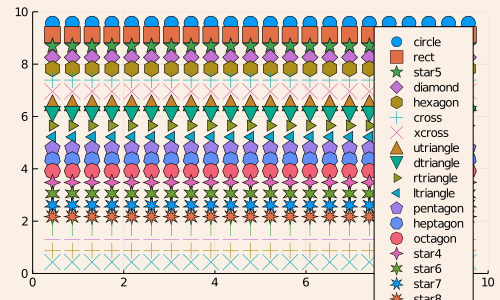 10
8
6
4
2
0
0
2
4
6
10
circle
rect
star5
diamond
hexagon
cross
xcross
utriangle
dtriangle
rtriangle
ltriangle
pentagon
heptagon
octagon
star4
star6
star7
star8